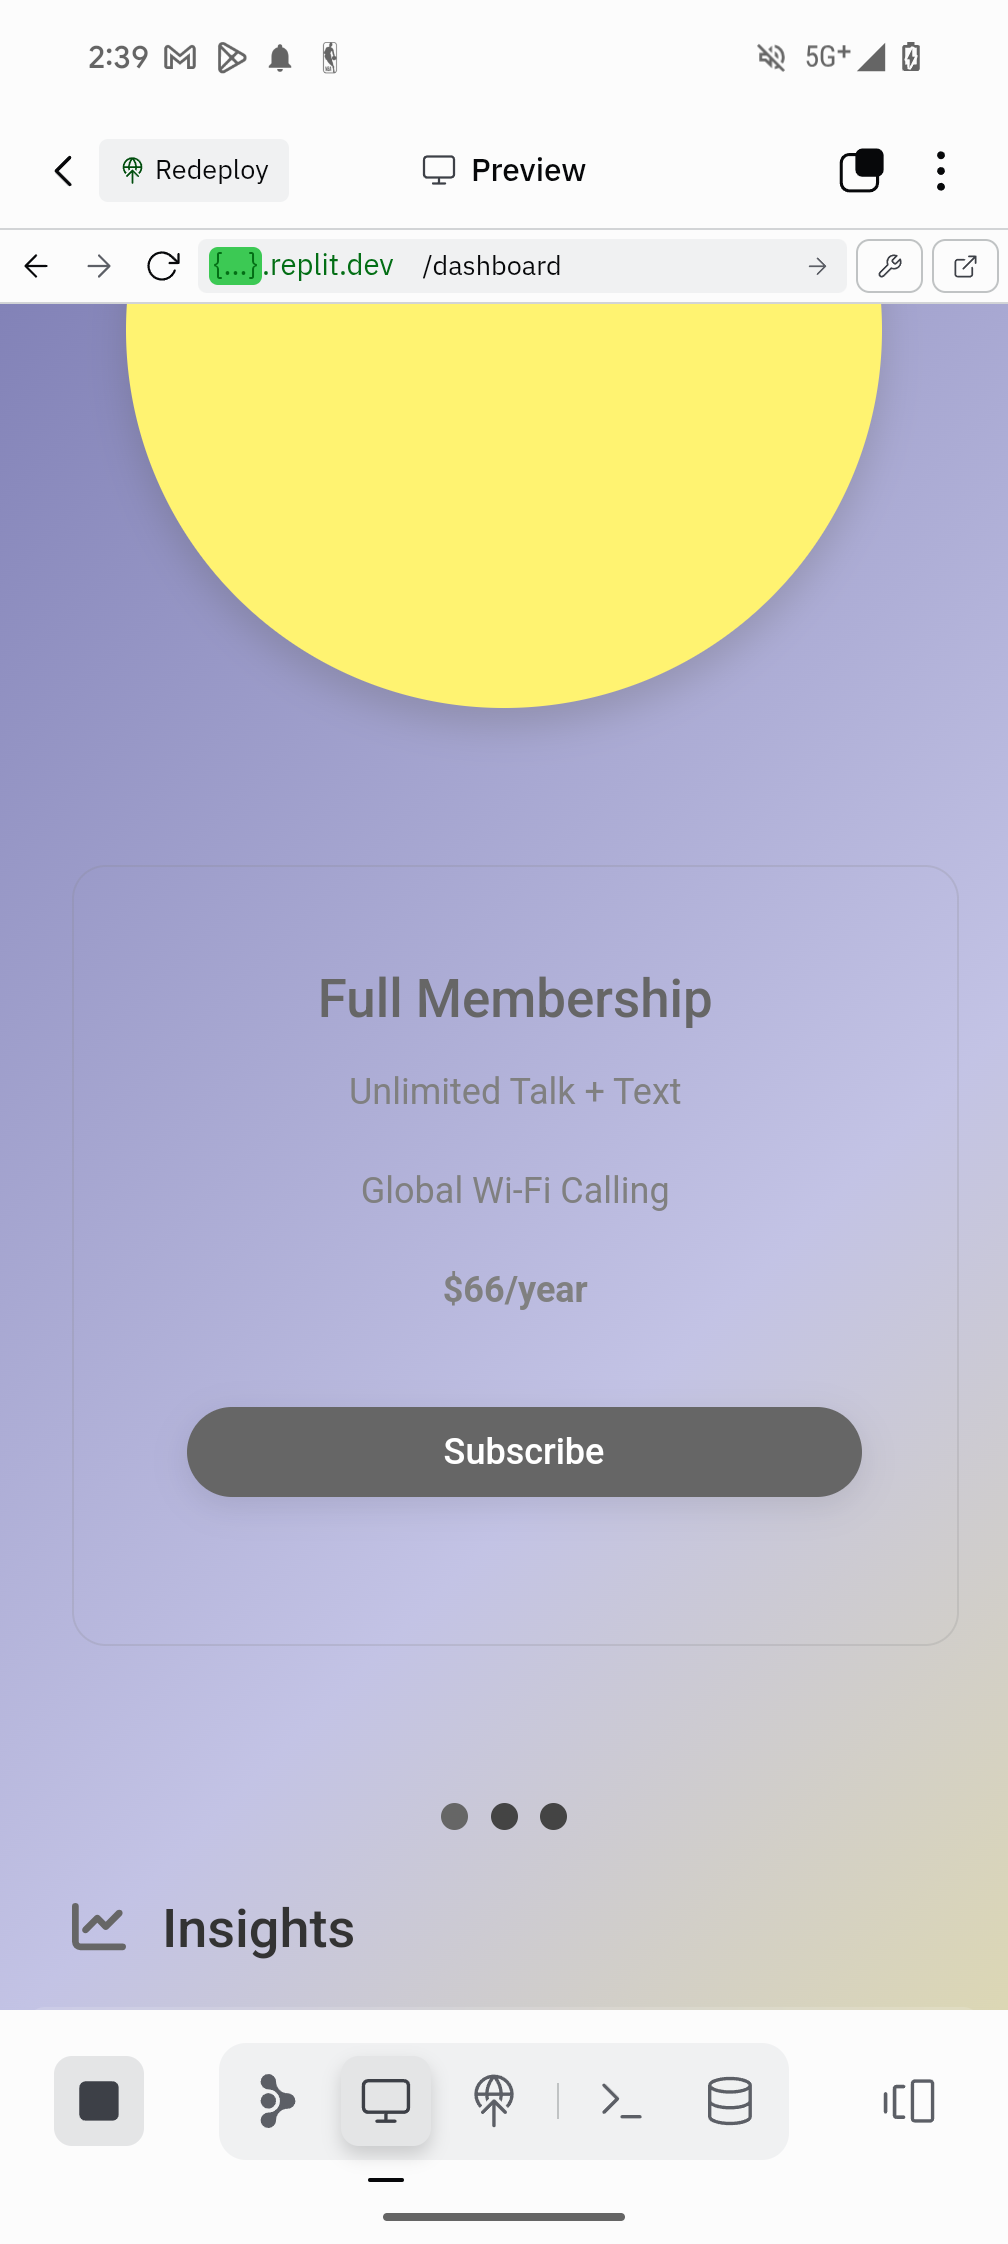 2:39
5G+
Redeploy
Preview
{...}.replit.dev /dashboard
Full Membership
Unlimited Talk + Text
Global Wi-Fi Calling
$66/year
Subscribe
Insights